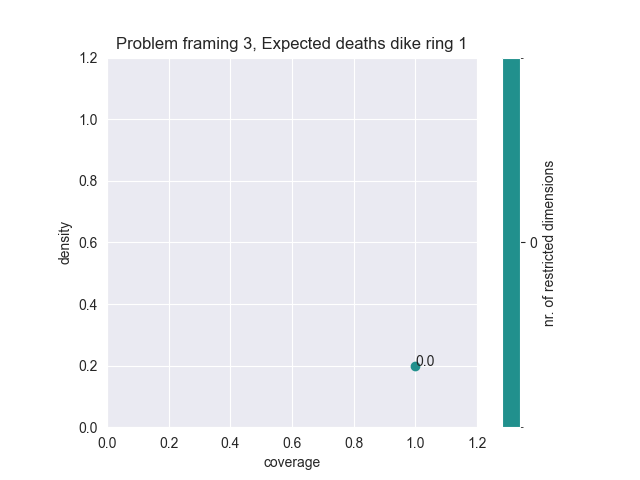 Problem framing 3, Expected deaths dike ring 1
1.2
1.0
0.8
0.6
0.4
0.2
0.0
density
0.0
0.0 0.2 0.4 0.6 0.8 1.0 1.2
coverage
0
nr. of restricted dimensions